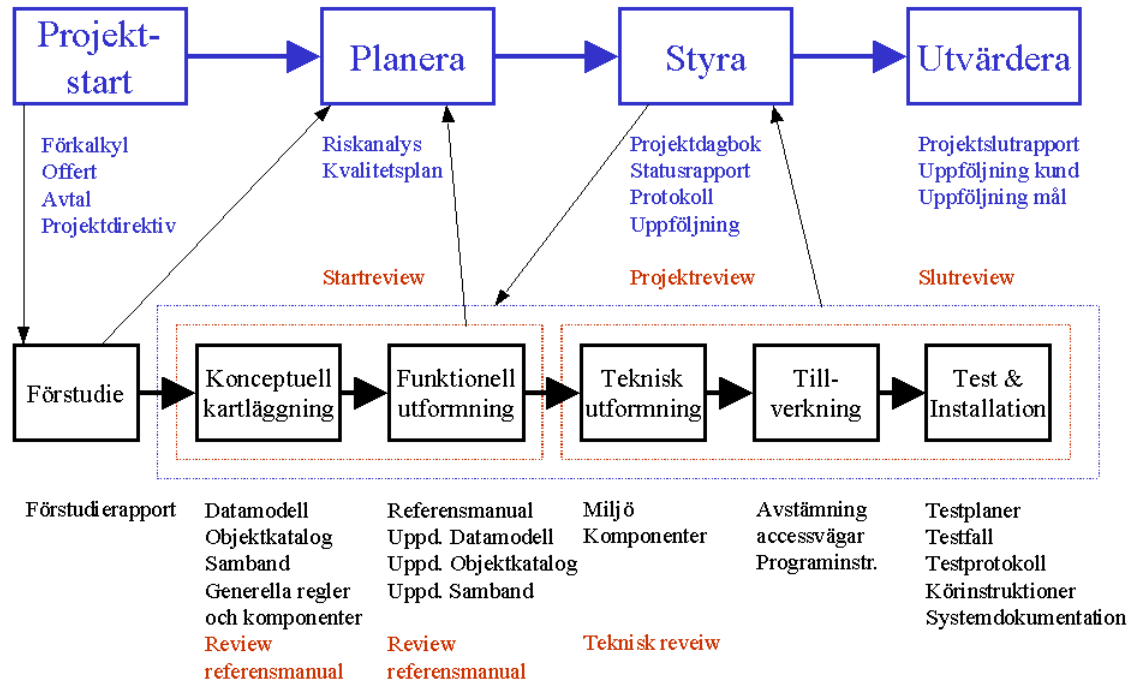 Projekt-
start
Planera
Styra
Utvärdera
Förkalkyl
Offert
Avtal
Projektdirektiv
Riskanalys
Kvalitetsplan
Projektdagbok
Statusrapport
Protokoll
Uppföljning
Projektslutrapport
Uppföljning kund
Uppföljning mål
Startreview
Projektreview
Slutreview
Förstudie
Konceptuell
kartläggning
Funktionell
utformning
Teknisk
utformning
Till-
verkning
Test &
Installation
Förstudierapport
Datamodell
Objektkatalog
Samband
Generella regler
och komponenter
Review
referensmanual
Referensmanual
Uppd. Datamodell
Uppd. Objektkatalog
Uppd. Samband
Review
referensmanual
Miljö
Komponenter
Teknisk reveiw
Avstämning
accessvägar
Programinstr.
Testplaner
Testfall
Testprotokoll
Körinstruktioner
Systemdokumentation